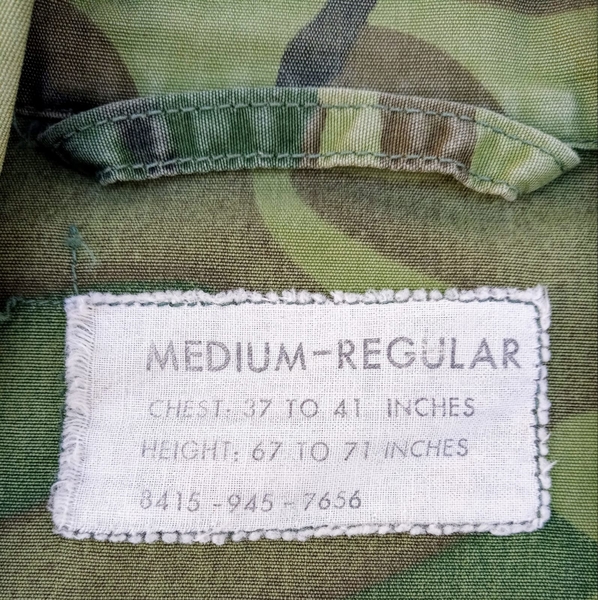 MEDIUM-REGULAR
CHEST: 37 TO 41 INCHES
HEIGHT: 67 TO 71 INCHES
8415-945-7656